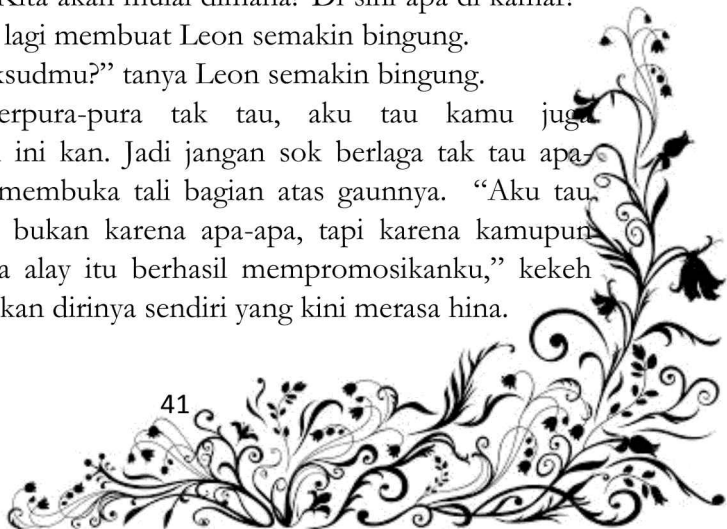 Kita akan mulai dimana? Di sini apa di kamar?
lagi membuat Leon semakin bingung.
ksudmu?” tanya Leon semakin bingung.
erpura-pura tak tau, aku tau kamu juga
ini kan. Jadi jangan sok berlaga tak tau apa-
membuka tali bagian atas gaunnya. “Aku tau
bukan karena apa-apa, tapi karena kamupun
a alay itu berhasil mempromosikanku,” kekeh
kan dirinya sendiri yang kini merasa hina.
41